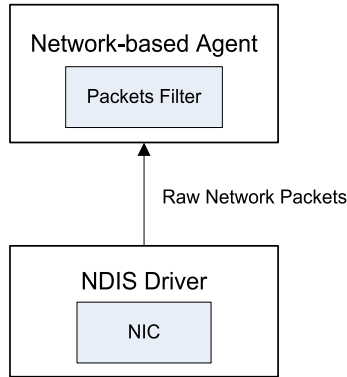 Network-based Agent
Packets Filter
Raw Network Packets
NDIS Driver
NIC